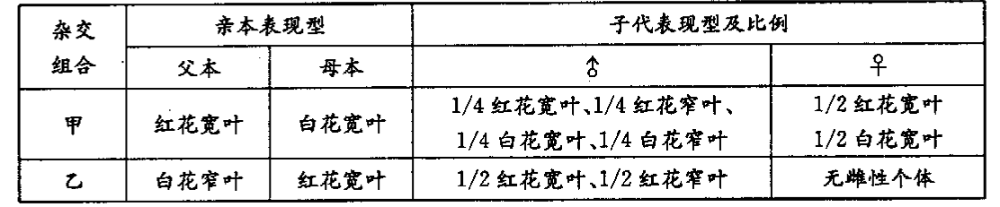 杂交组合 亲本表现型 子代表现型及比例
父本 母本 ♂ ♀
甲 红花宽叶 白花宽叶 1/4 红花宽叶、1/4 红花窄叶、 1/2 红花宽叶
1/4 白花宽叶、1/4 白花窄叶 1/2 白花宽叶
乙 白花窄叶 红花宽叶 1/2 红花宽叶、1/2 红花窄叶 无雌性个体